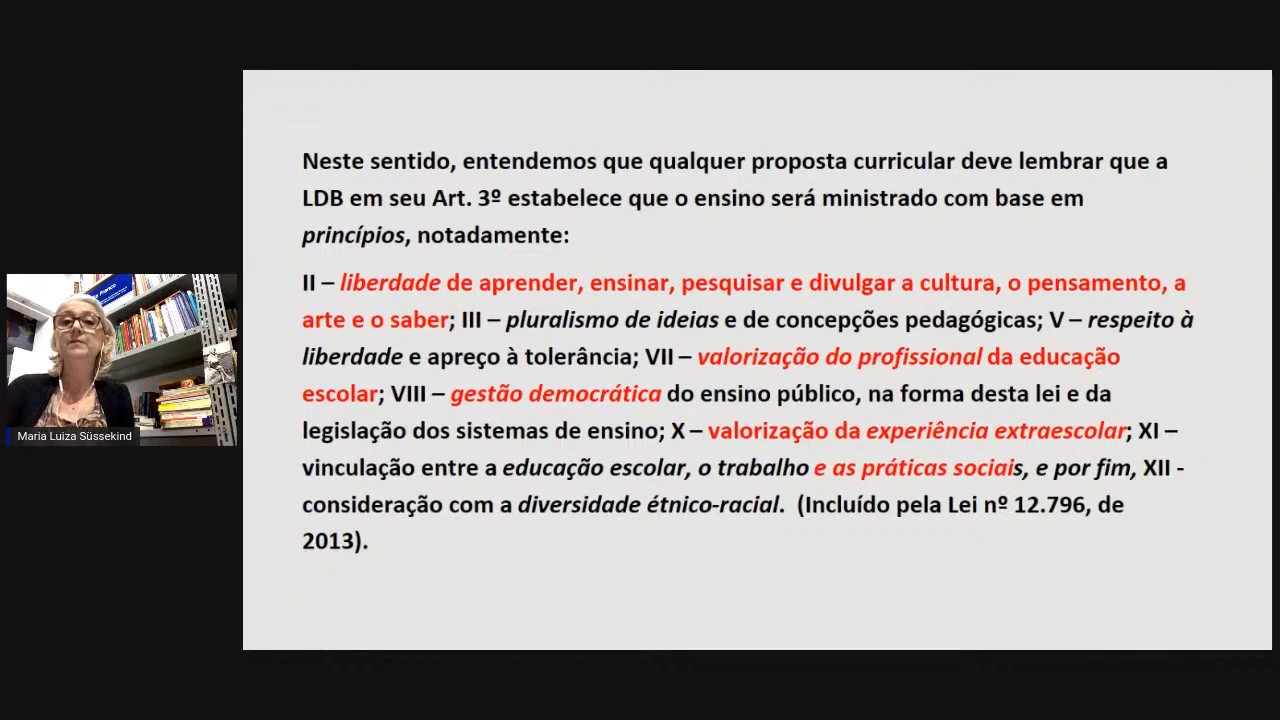 Neste sentido, entendemos que qualquer proposta curricular deve lembrar que a
LDB em seu Art. 3º estabelece que o ensino será ministrado com base em
princípios, notadamente:
II – liberdade de aprender, ensinar, pesquisar e divulgar a cultura, o pensamento, a
arte e o saber; III – pluralismo de ideias e de concepções pedagógicas; V – respeito à
liberdade e apreço à tolerância; VII – valorização do profissional da educação
escolar; VIII – gestão democrática do ensino público, na forma desta lei e da
legislação dos sistemas de ensino; X – valorização da experiência extraescolar; XI –
vinculação entre a educação escolar, o trabalho e as práticas sociais, e por fim, XII -
consideração com a diversidade étnico-racial.  (Incluído pela Lei nº 12.796, de
2013).
Maria Luiza Süssekind